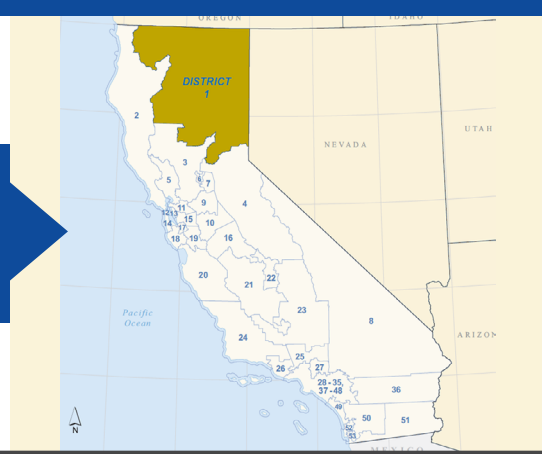 OREGON
IDAHO
DISTRICT
1
2
UTAH
NEVADA
3
5
6
7
4
9
11
12
13
15
10
14
17
18
19
16
20
21
22
23
8
Pacific
Ocean
24
ARIZON
25
26
27
28 - 35,
37 - 48
36
49
50
51
52
53
N
MEXICO